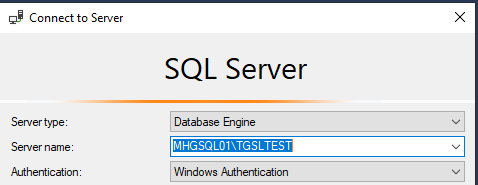 Connect to Server
SQL Server
Server type: Database Engine
Server name: MHGSQL01\TGSLTEST
Authentication: Windows Authentication